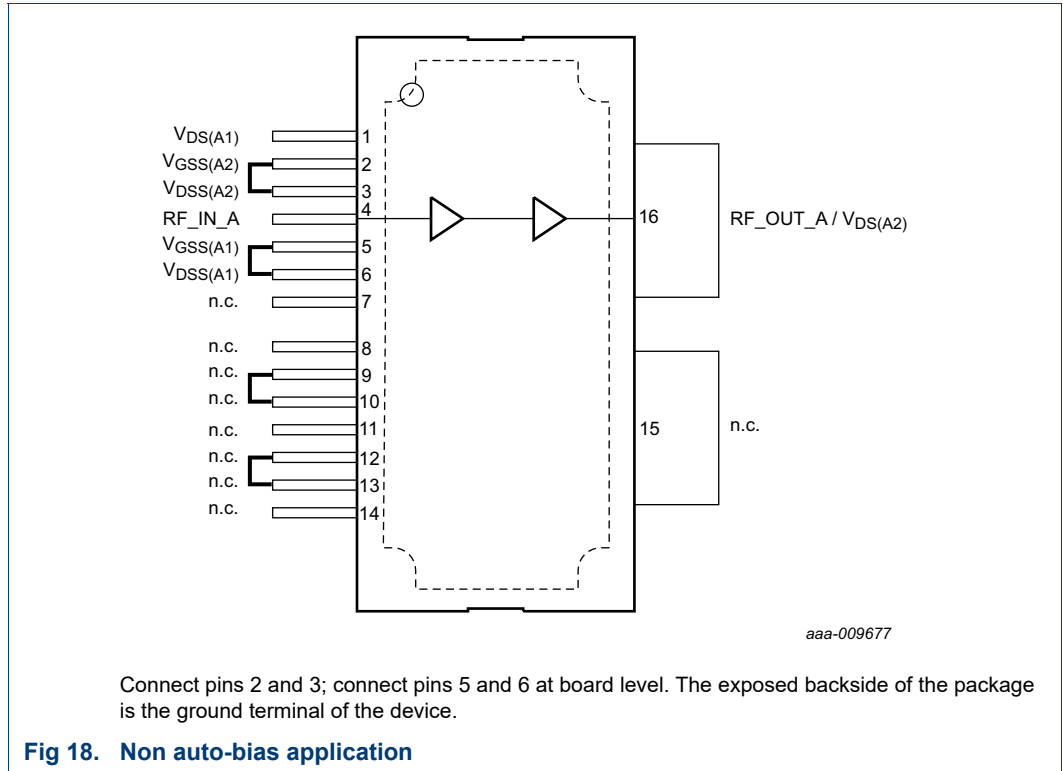 VDS(A1) 1
VGSS(A2) 2
VDSS(A2) 3
RF_IN_A 4
16 RF_OUT_A / VDS(A2)
VGSS(A1) 5
VDSS(A1) 6
n.c. 7
n.c. 8
n.c. 9
n.c. 10
n.c. 11
15 n.c.
n.c. 12
n.c. 13
n.c. 14
aaa-009677
Connect pins 2 and 3; connect pins 5 and 6 at board level. The exposed backside of the package
is the ground terminal of the device.
Fig 18. Non auto-bias application